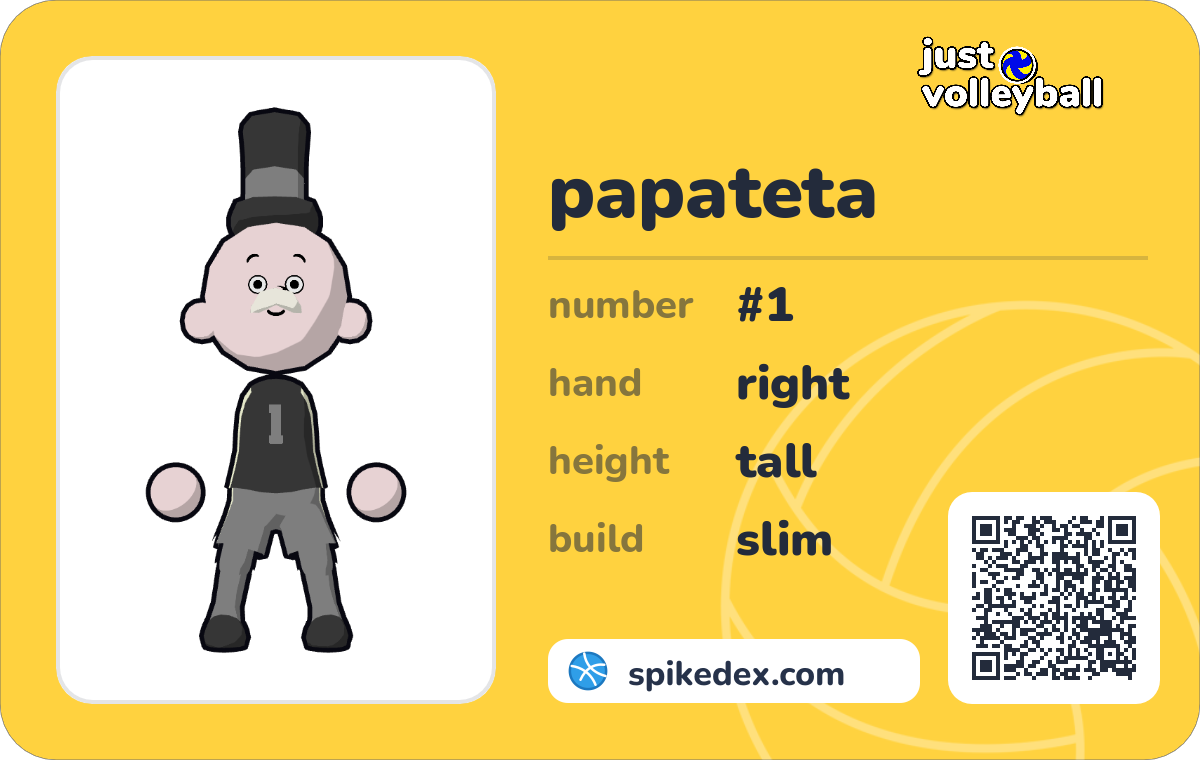 just
volleyball
papateta
number #1
hand right
height tall
build slim
1
spikedex.com